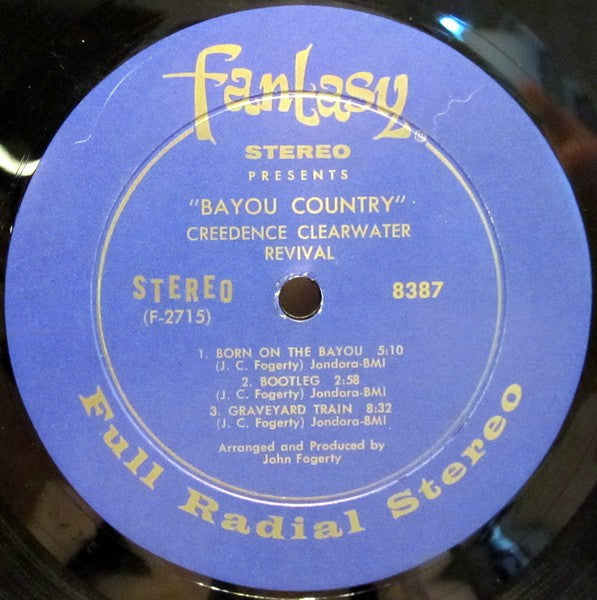 Fantasy®
STEREO
PRESENTS
"BAYOU COUNTRY"
CREEDENCE CLEARWATER
REVIVAL
STEREO 8387
(F-2715)
1. BORN ON THE BAYOU 5:10
(J. C. Fogerty) Jondora-BMI
2. BOOTLEG 2:58
(J. C. Fogerty) Jondora-BMI
3. GRAVEYARD TRAIN 8:32
(J. C. Fogerty) Jondora-BMI
Arranged and Produced by
John Fogerty
Full Radial Stereo